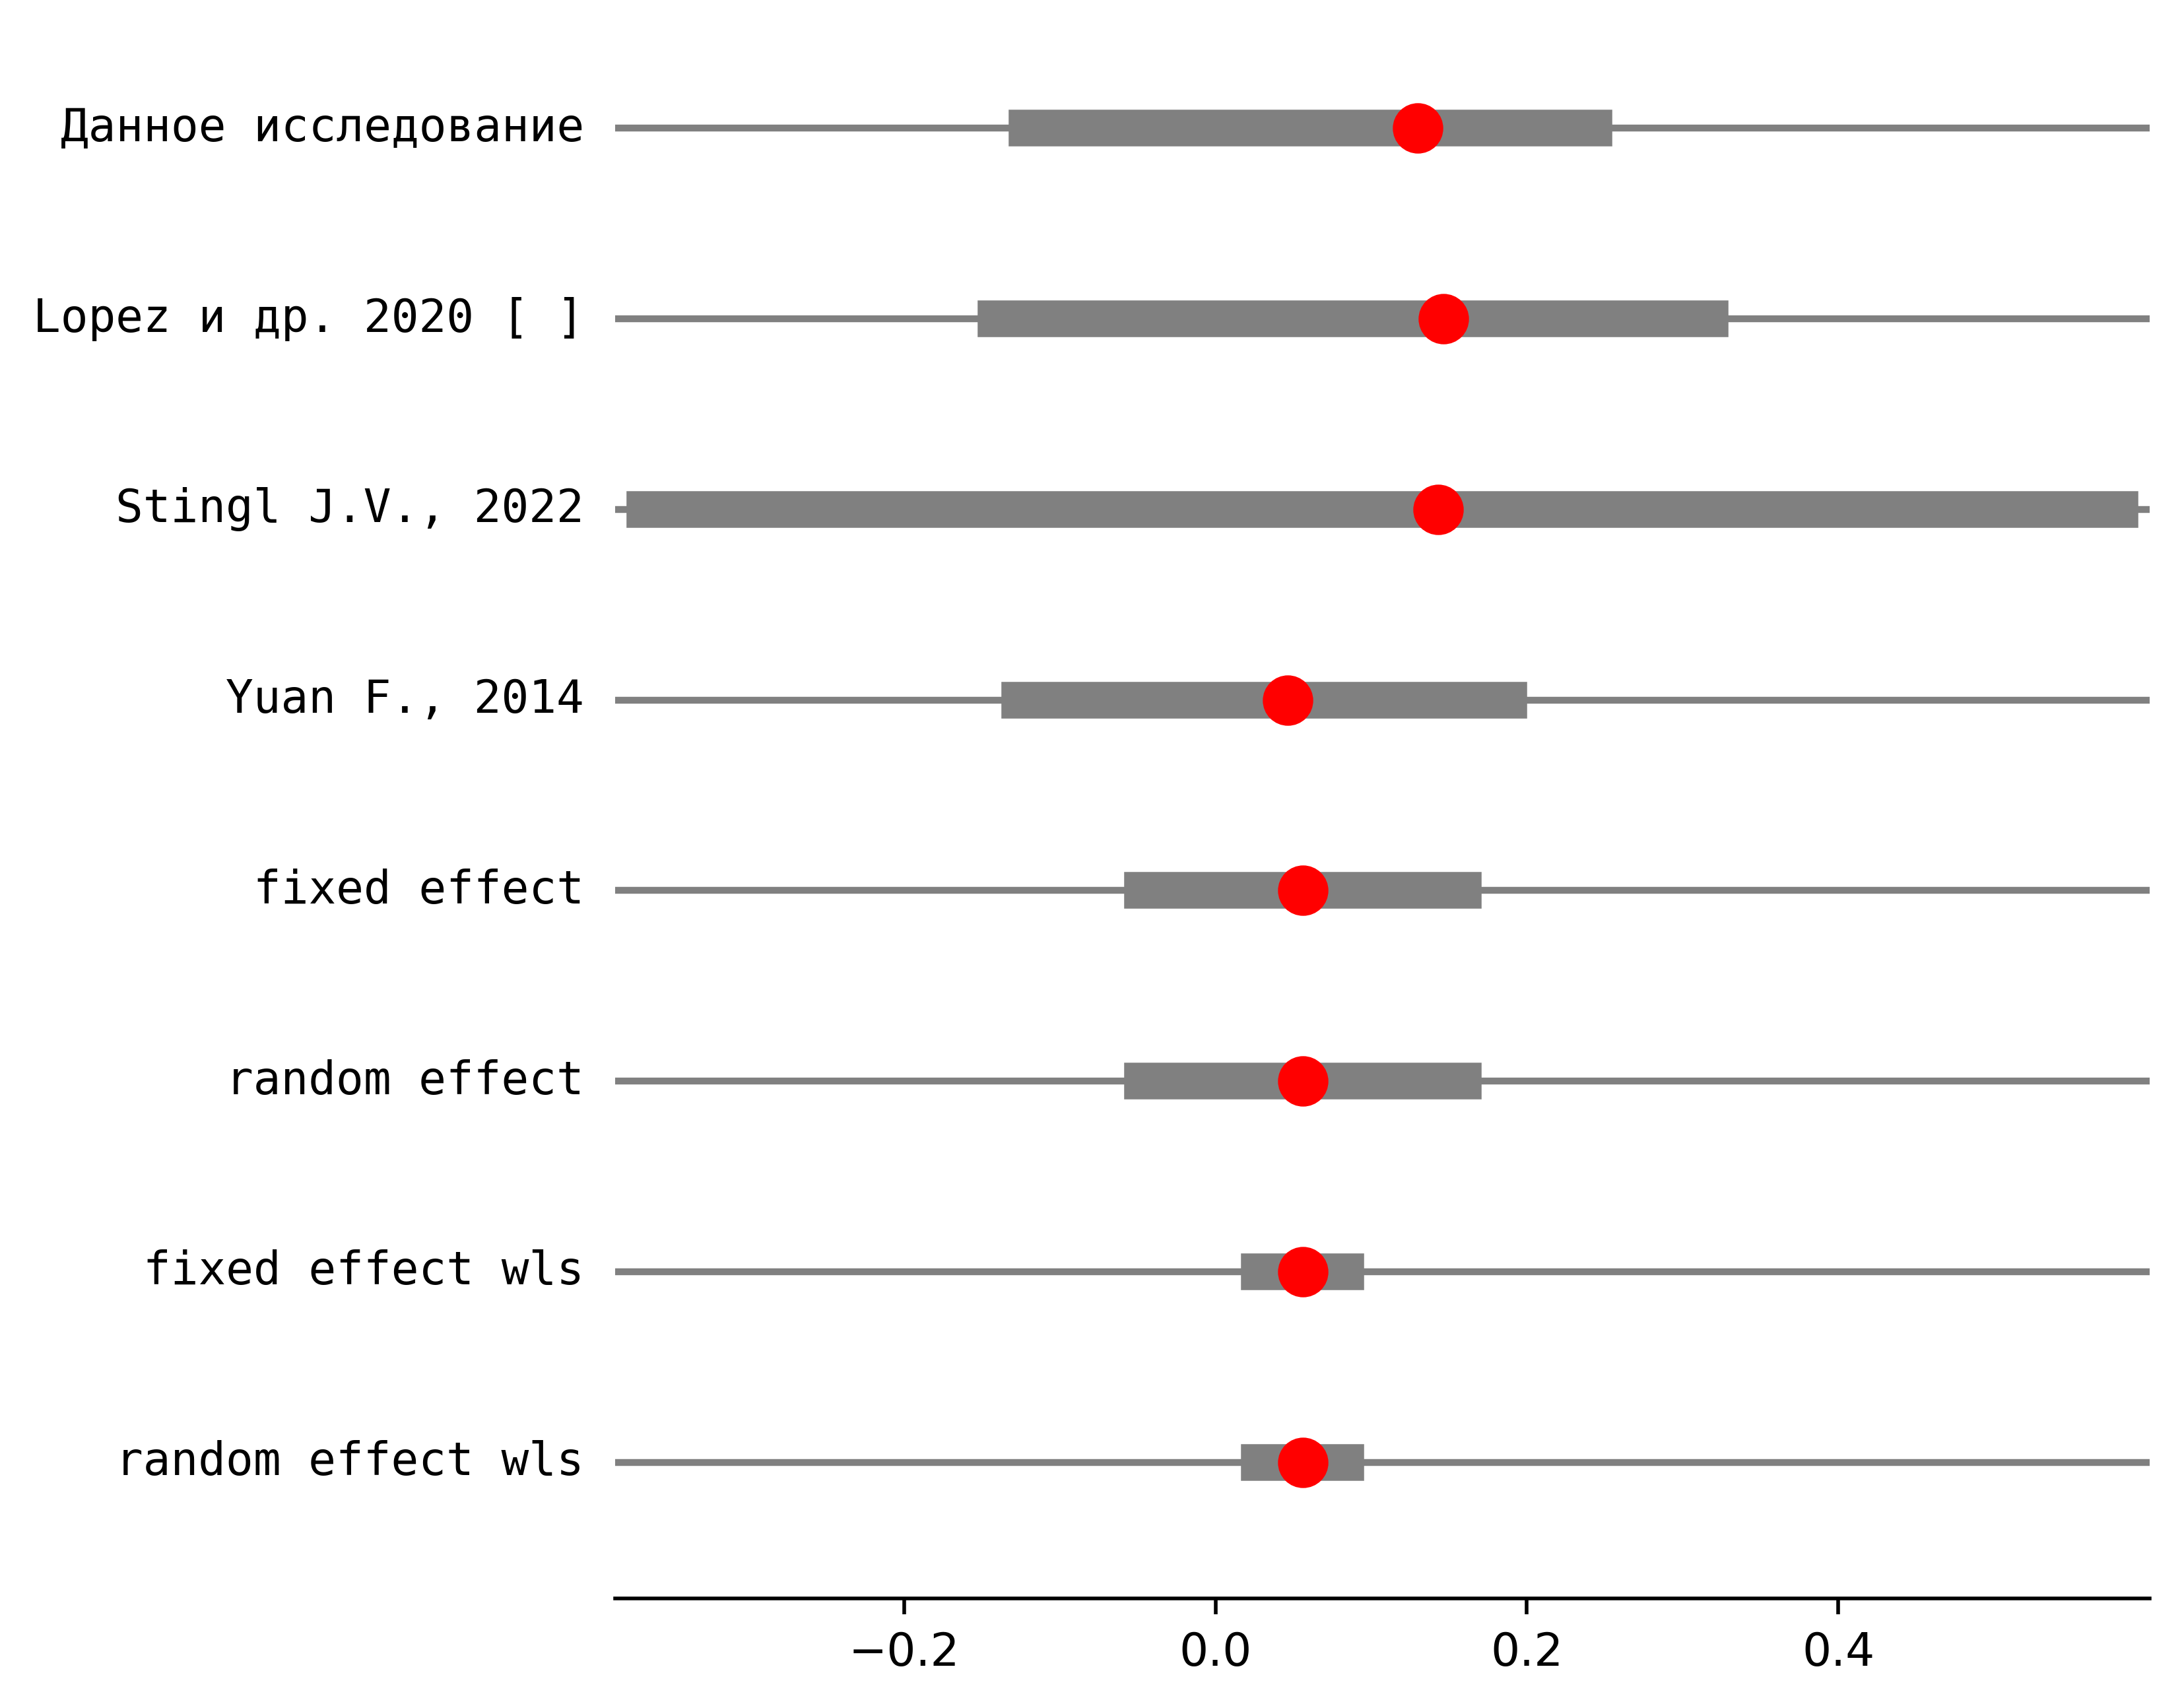 Данное исследование
Lopez и др. 2020 [ ]
Stingl J.V., 2022
Yuan F., 2014
fixed effect
random effect
fixed effect wls
random effect wls
−0.2 0.0 0.2 0.4